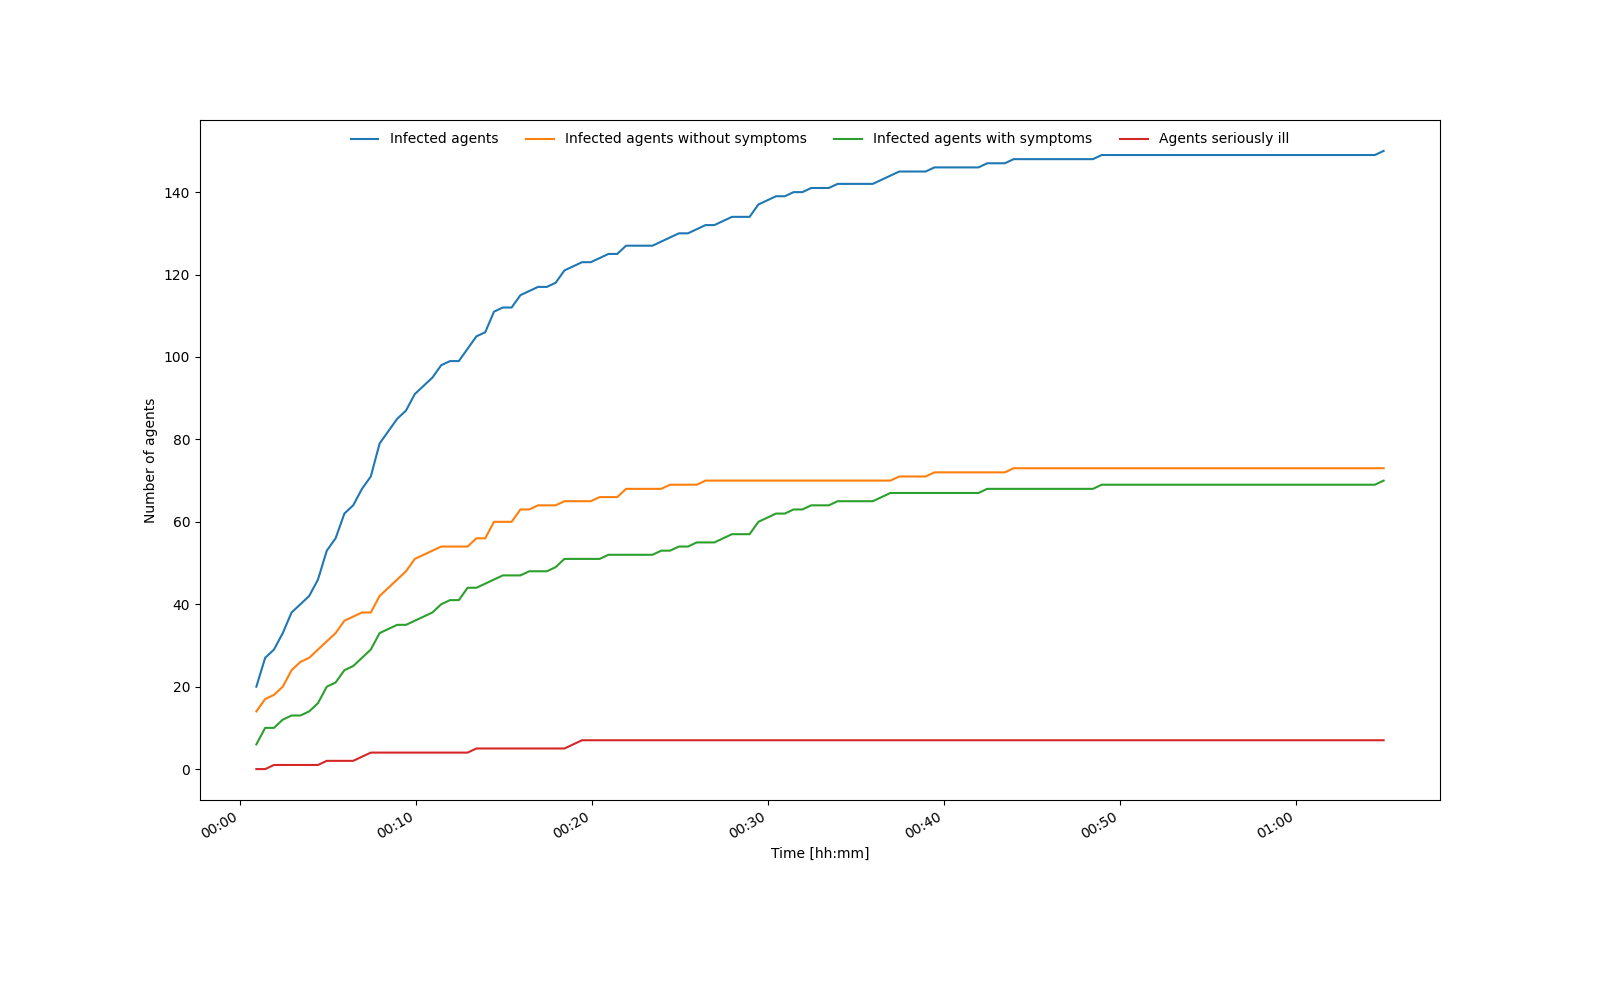 Infected agents Infected agents without symptoms Infected agents with symptoms Agents seriously ill
140
120
100
80
60
40
20
0
Number of agents
00:00 00:10 00:20 00:30 00:40 00:50 01:00
Time [hh:mm]